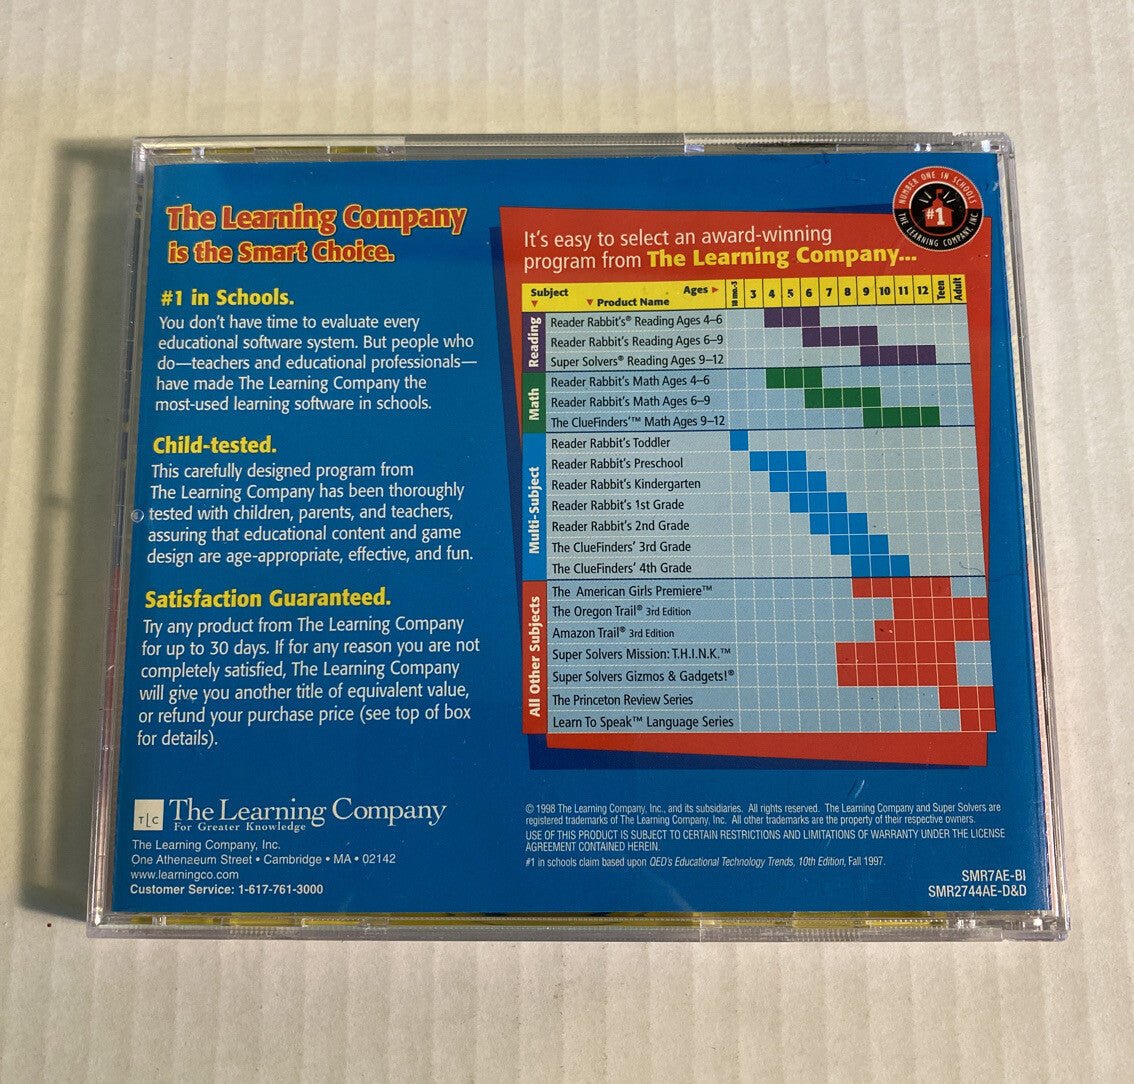 The Learning Company
is the Smart Choice.
#1 in Schools.
You don't have time to evaluate every
educational software system. But people who
do—teachers and educational professionals—
have made The Learning Company the
most-used learning software in schools.
Child-tested.
This carefully designed program from
The Learning Company has been thoroughly
tested with children, parents, and teachers,
assuring that educational content and game
design are age-appropriate, effective, and fun.
Satisfaction Guaranteed.
Try any product from The Learning Company
for up to 30 days. If for any reason you are not
completely satisfied, The Learning Company
will give you another title of equivalent value,
or refund your purchase price (see top of box
for details).
TLC The Learning Company
For Greater Knowledge
The Learning Company, Inc.
One Athenaeum Street • Cambridge • MA • 02142
www.learningco.com
Customer Service: 1-617-761-3000
NUMBER ONE IN SCHOOLS
#1
THE LEARNING COMPANY, INC.
It's easy to select an award-winning
program from The Learning Company...
Subject Ages ► 18 mo.-3 3 4 5 6 7 8 9 10 11 12 Teen Adult
▼ ▼ Product Name
Reading
Reader Rabbit's® Reading Ages 4–6
Reader Rabbit's Reading Ages 6–9
Super Solvers® Reading Ages 9–12
Math
Reader Rabbit's Math Ages 4–6
Reader Rabbit's Math Ages 6–9
The ClueFinders'™ Math Ages 9–12
Multi-Subject
Reader Rabbit's Toddler
Reader Rabbit's Preschool
Reader Rabbit's Kindergarten
Reader Rabbit's 1st Grade
Reader Rabbit's 2nd Grade
The ClueFinders' 3rd Grade
The ClueFinders' 4th Grade
All Other Subjects
The American Girls Premiere™
The Oregon Trail® 3rd Edition
Amazon Trail® 3rd Edition
Super Solvers Mission: T.H.I.N.K.™
Super Solvers Gizmos & Gadgets!®
The Princeton Review Series
Learn To Speak™ Language Series
© 1998 The Learning Company, Inc., and its subsidiaries. All rights reserved. The Learning Company and Super Solvers are
registered trademarks of The Learning Company, Inc. All other trademarks are the property of their respective owners.
USE OF THIS PRODUCT IS SUBJECT TO CERTAIN RESTRICTIONS AND LIMITATIONS OF WARRANTY UNDER THE LICENSE
AGREEMENT CONTAINED HEREIN.
#1 in schools claim based upon QED's Educational Technology Trends, 10th Edition, Fall 1997.
SMR7AE-BI
SMR2744AE-D&D